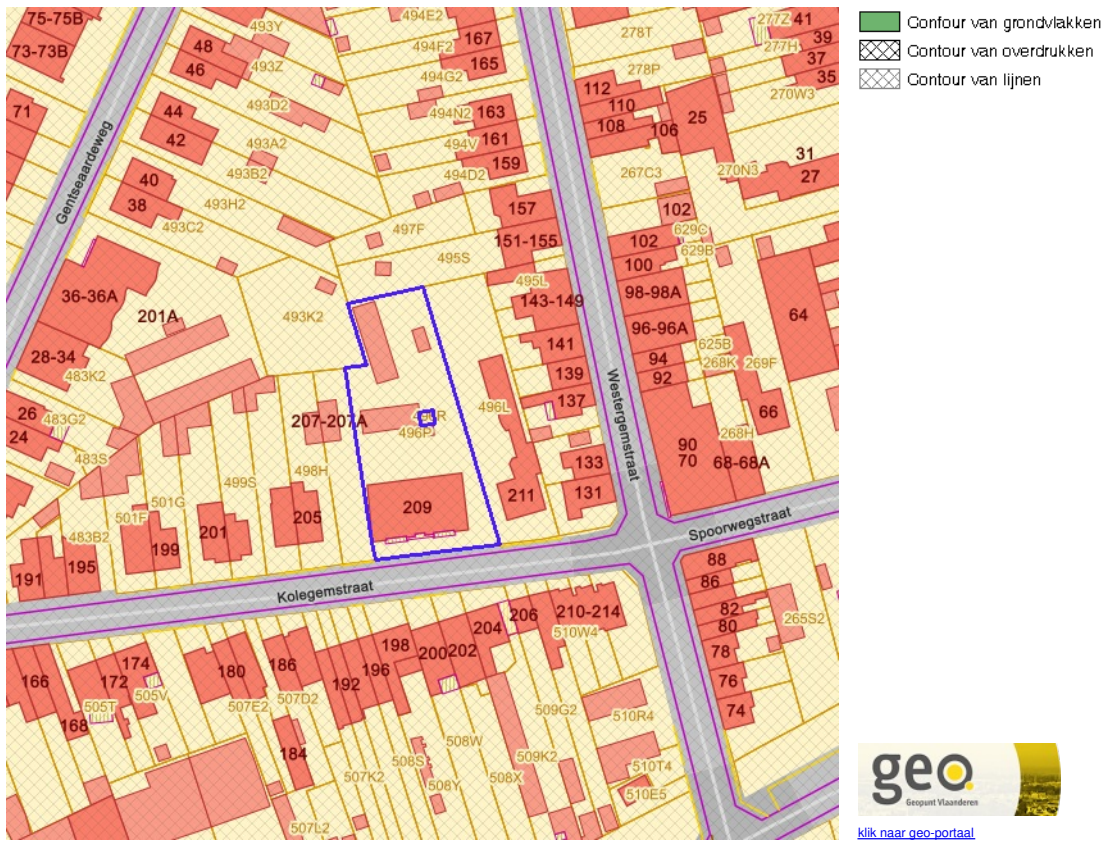 75-75B
493Y
494E2
167
277Z
41
Contour van grondvlakken
73-73B
48
494F2
278T
277H
39
Contour van overdrukken
46
493Z
165
37
494G2
278P
35
Contour van lijnen
71
44
493D2
494N2
163
112
110
270W3
42
493A2
494V
161
108
106
25
Gentseaardeweg
40
493B2
494D2
159
267C3
270N3
31
27
38
493H2
157
102
493C2
497F
151-155
629C
102
629B
495S
100
36-36A
201A
495L
98-98A
493K2
143-149
64
96-96A
28-34
141
625B
94
268K
269F
483K2
139
92
Westergemstraat
26
483G2
207-207A
496L
137
66
24
496P
90
268H
483S
498H
133
70
68-68A
499S
131
501G
501F
205
209
211
483B2
201
199
Spoorwegstraat
191
195
88
Kolegemstraat
86
206
210-214
82
265S2
204
510W4
80
198
200
202
78
174
186
166
172
180
192
196
76
505V
505T
507D2
507E2
509G2
74
168
510R4
184
508W
509K2
508S
510T4
507K2
508X
508Y
510E5
507L2
geo.
Geopunt Vlaanderen
klik naar geo-portaal